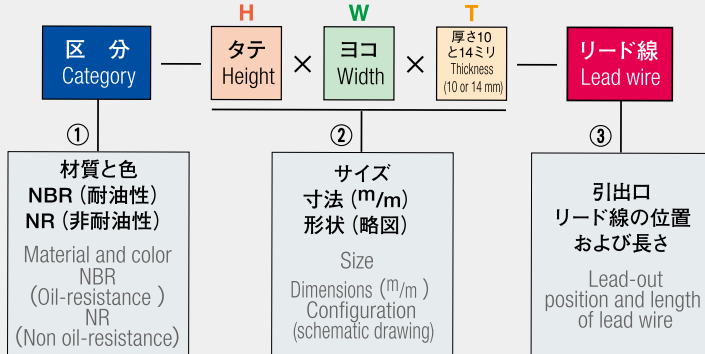 H
W
T
区 分
Category
タテ
Height
×
ヨコ
Width
×
厚さ10
と14ミリ
Thickness
(10 or 14 mm)
リード線
Lead wire
①
材質と色
NBR（耐油性）
NR（非耐油性）
Material and color
NBR
(Oil-resistance )
NR
(Non oil-resistance)
②
サイズ
寸法（m/m）
形状（略図）
Size
Dimensions (m/m )
Configuration
(schematic drawing)
③
引出口
リード線の位置
および長さ
Lead-out
position and length
of lead wire